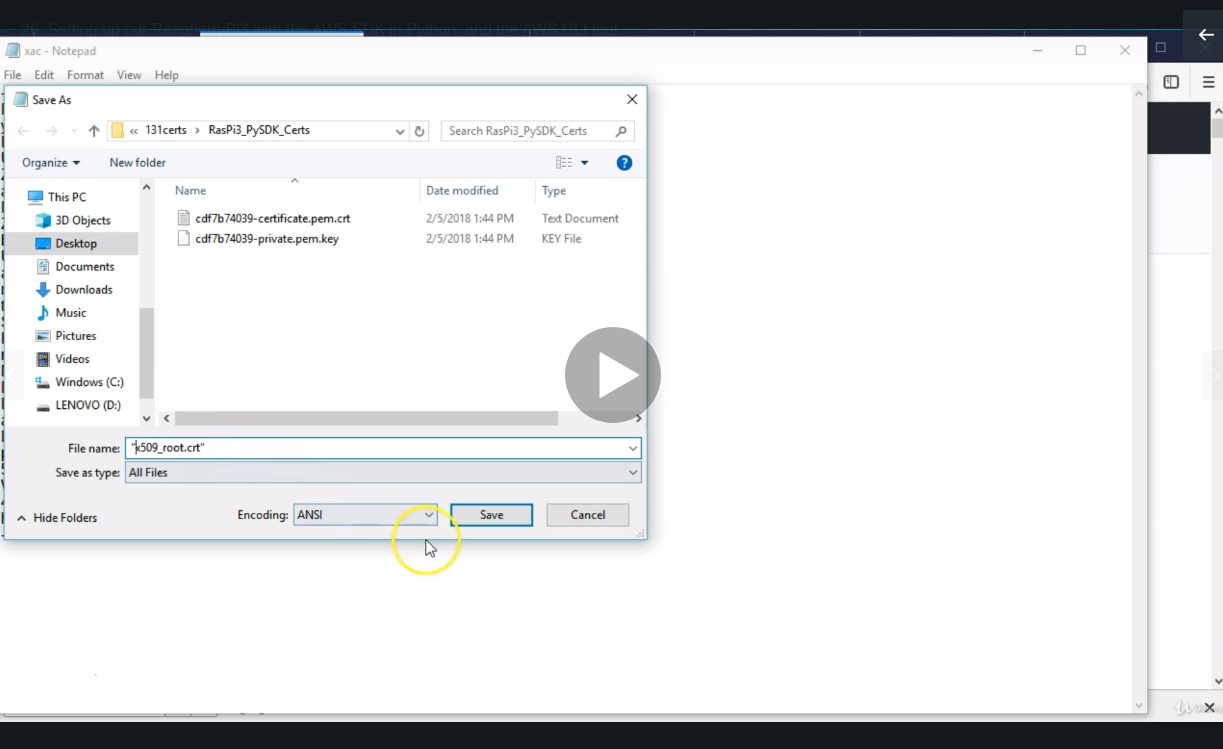 26. Setting up our RaspberryPi3 with the AWS SDK in Python, and the AWS CLI tool
xac - Notepad
File Edit Format View Help
Save As
« 131certs › RasPi3_PySDK_Certs
Search RasPi3_PySDK_Certs
Organize New folder
?
This PC
3D Objects
Desktop
Documents
Downloads
Music
Pictures
Videos
Windows (C:)
LENOVO (D:)
Name Date modified Type
cdf7b74039-certificate.pem.crt 2/5/2018 1:44 PM Text Document
cdf7b74039-private.pem.key 2/5/2018 1:44 PM KEY File
File name: "x509_root.crt"
Save as type: All Files
Hide Folders
Encoding: ANSI
Save
Cancel